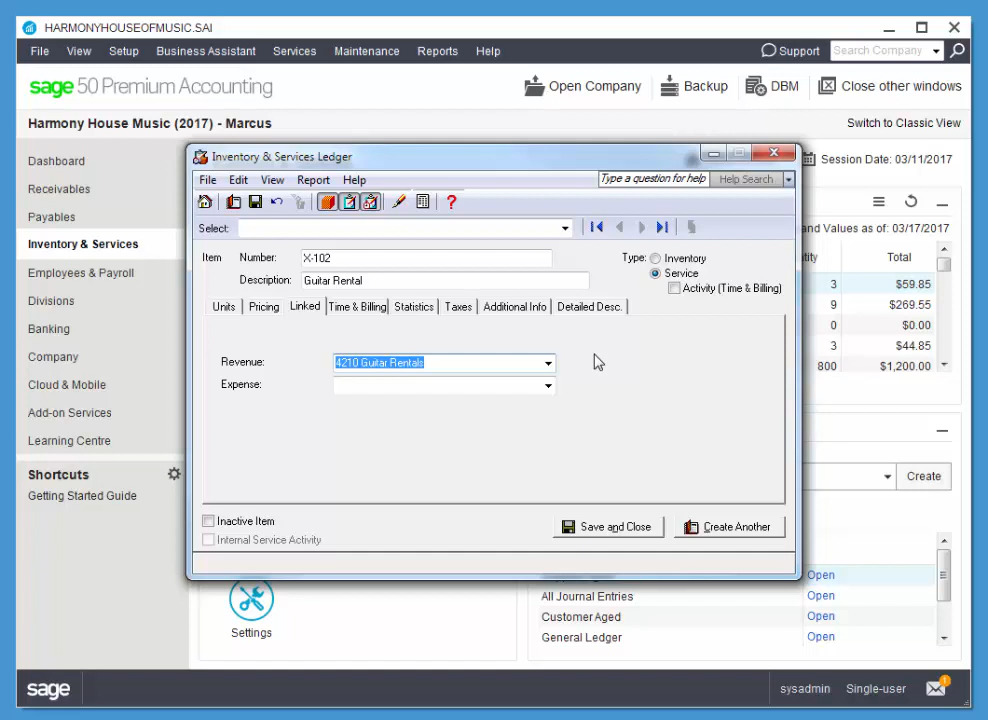 HARMONYHOUSEOFMUSIC.SAI
File View Setup Business Assistant Services Maintenance Reports Help
Support Search Company
sage 50 Premium Accounting
Open Company Backup DBM Close other windows
Harmony House Music (2017) - Marcus
Switch to Classic View
Dashboard
Receivables
Payables
Inventory & Services
Employees & Payroll
Divisions
Banking
Company
Cloud & Mobile
Add-on Services
Learning Centre
Shortcuts
Getting Started Guide
Session Date: 03/11/2017
and Values as of: 03/17/2017
tity Total
3 $59.85
9 $269.55
0 $0.00
3 $44.85
800 $1,200.00
Create
Inventory & Services Ledger
File Edit View Report Help
Type a question for help Help Search
?
Select:
Item Number: X-102
Description: Guitar Rental
Type: Inventory
Service
Activity (Time & Billing)
Units Pricing Linked Time & Billing Statistics Taxes Additional Info Detailed Desc.
Revenue: 4210 Guitar Rentals
Expense:
Inactive Item
Internal Service Activity
Save and Close Create Another
Settings
Open
All Journal Entries Open
Customer Aged Open
General Ledger Open
sage
sysadmin Single-user 1